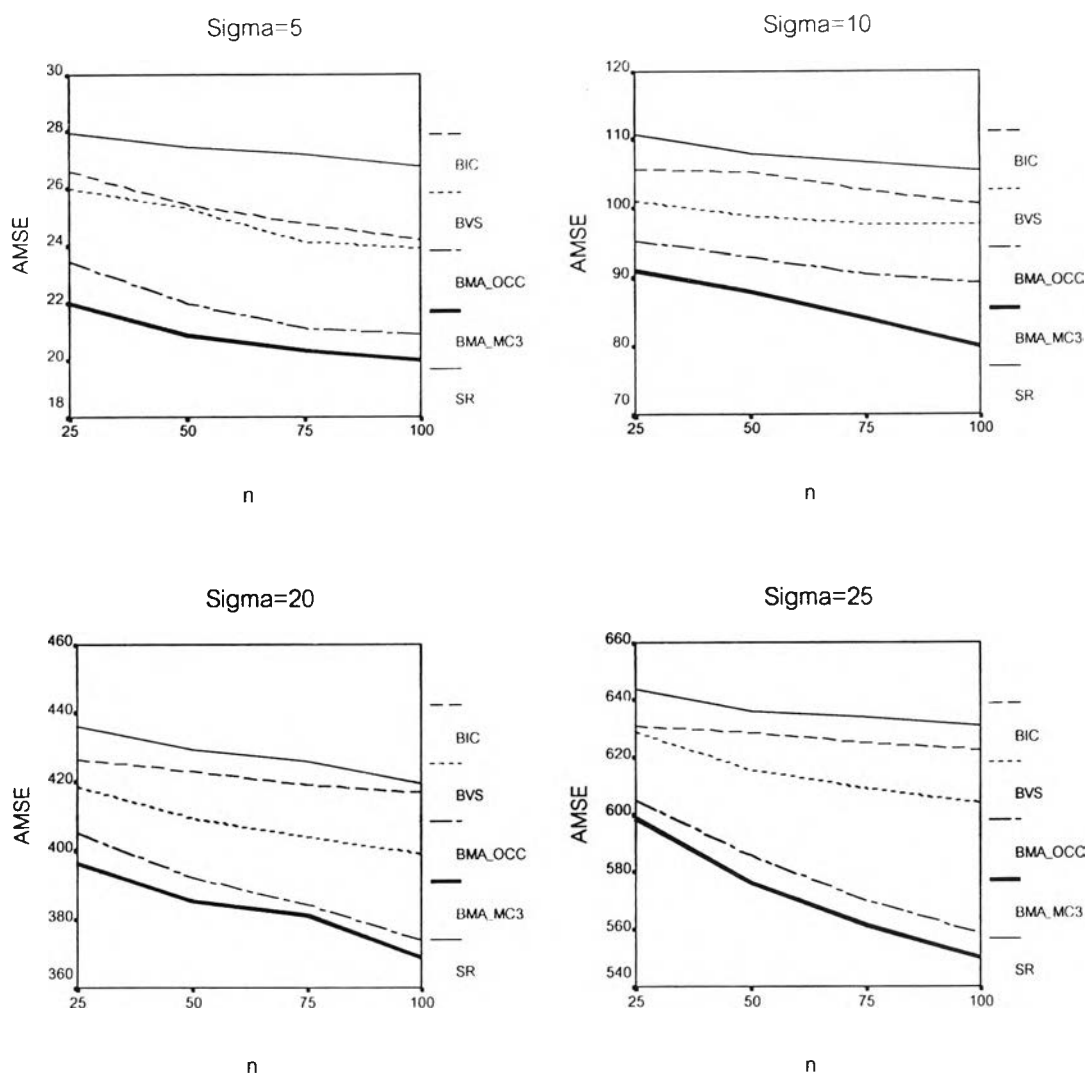 Sigma=5
30
28
26
24
22
20
18
AMSE
25
50
75
100
n
BIC
BVS
BMA_OCC
BMA_MC3
SR
Sigma=10
120
110
100
90
80
70
AMSE
25
50
75
100
n
BIC
BVS
BMA_OCC
BMA_MC3
SR
Sigma=20
460
440
420
400
380
360
AMSE
25
50
75
100
n
BIC
BVS
BMA_OCC
BMA_MC3
SR
Sigma=25
660
640
620
600
580
560
540
AMSE
25
50
75
100
n
BIC
BVS
BMA_OCC
BMA_MC3
SR